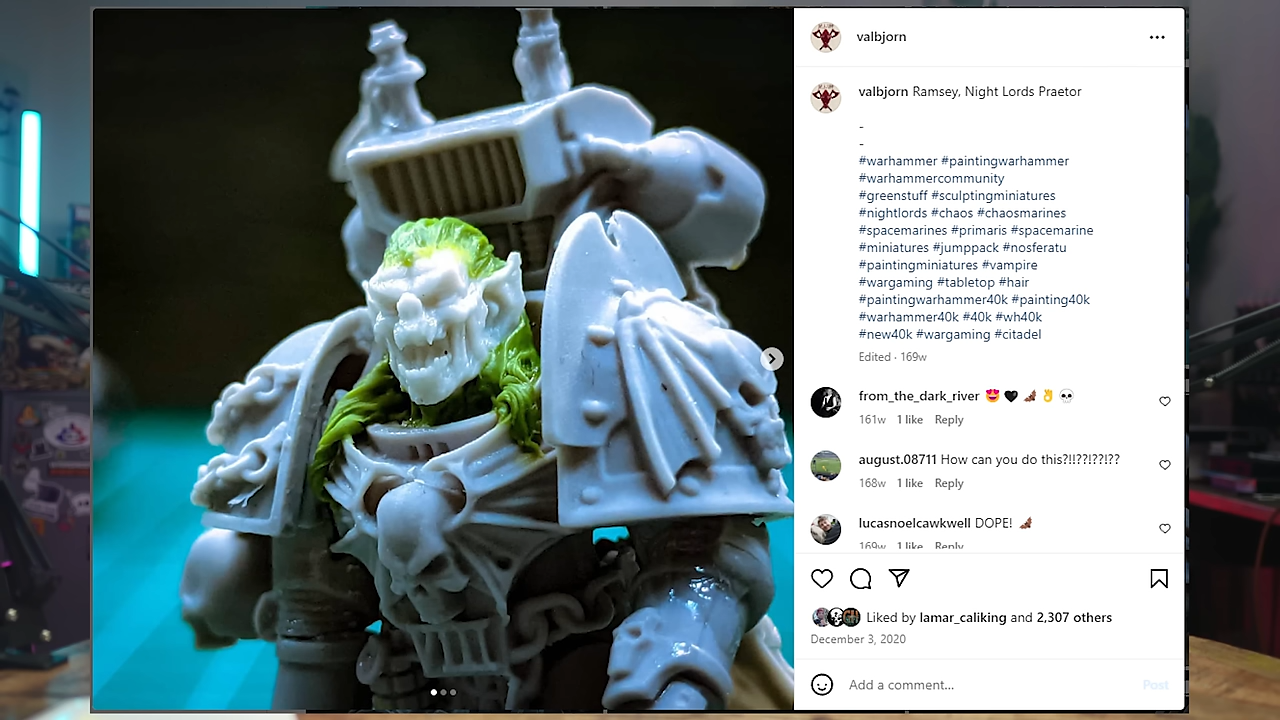 valbjorn
valbjorn Ramsey, Night Lords Praetor
-
-
#warhammer #paintingwarhammer
#warhammercommunity
#greenstuff #sculptingminiatures
#nightlords #chaos #chaosmarines
#spacemarines #primaris #spacemarine
#miniatures #jumppack #nosferatu
#paintingminiatures #vampire
#wargaming #tabletop #hair
#paintingwarhammer40k #painting40k
#warhammer40k #40k #wh40k
#new40k #wargaming #citadel
Edited · 169w
from_the_dark_river 😍 🖤 🦇 👌 💀
161w 1 like Reply
august.08711 How can you do this?!!??!??!??
168w 1 like Reply
lucasnoelcawkwell DOPE! 🦇
169w 1 like Reply
Liked by lamar_caliking and 2,307 others
December 3, 2020
Add a comment...
Post